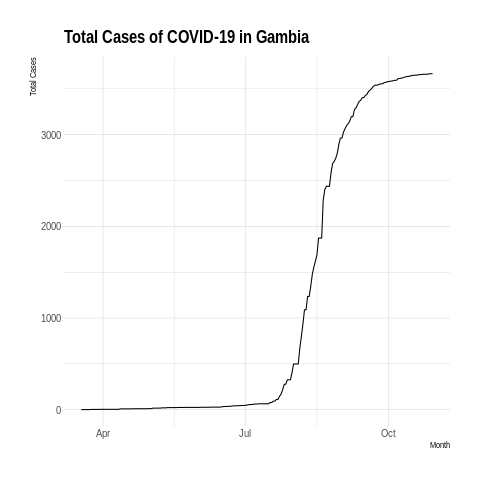 Total Cases of COVID-19 in Gambia
Total Cases
3000
2000
1000
0
Apr Jul Oct
Month